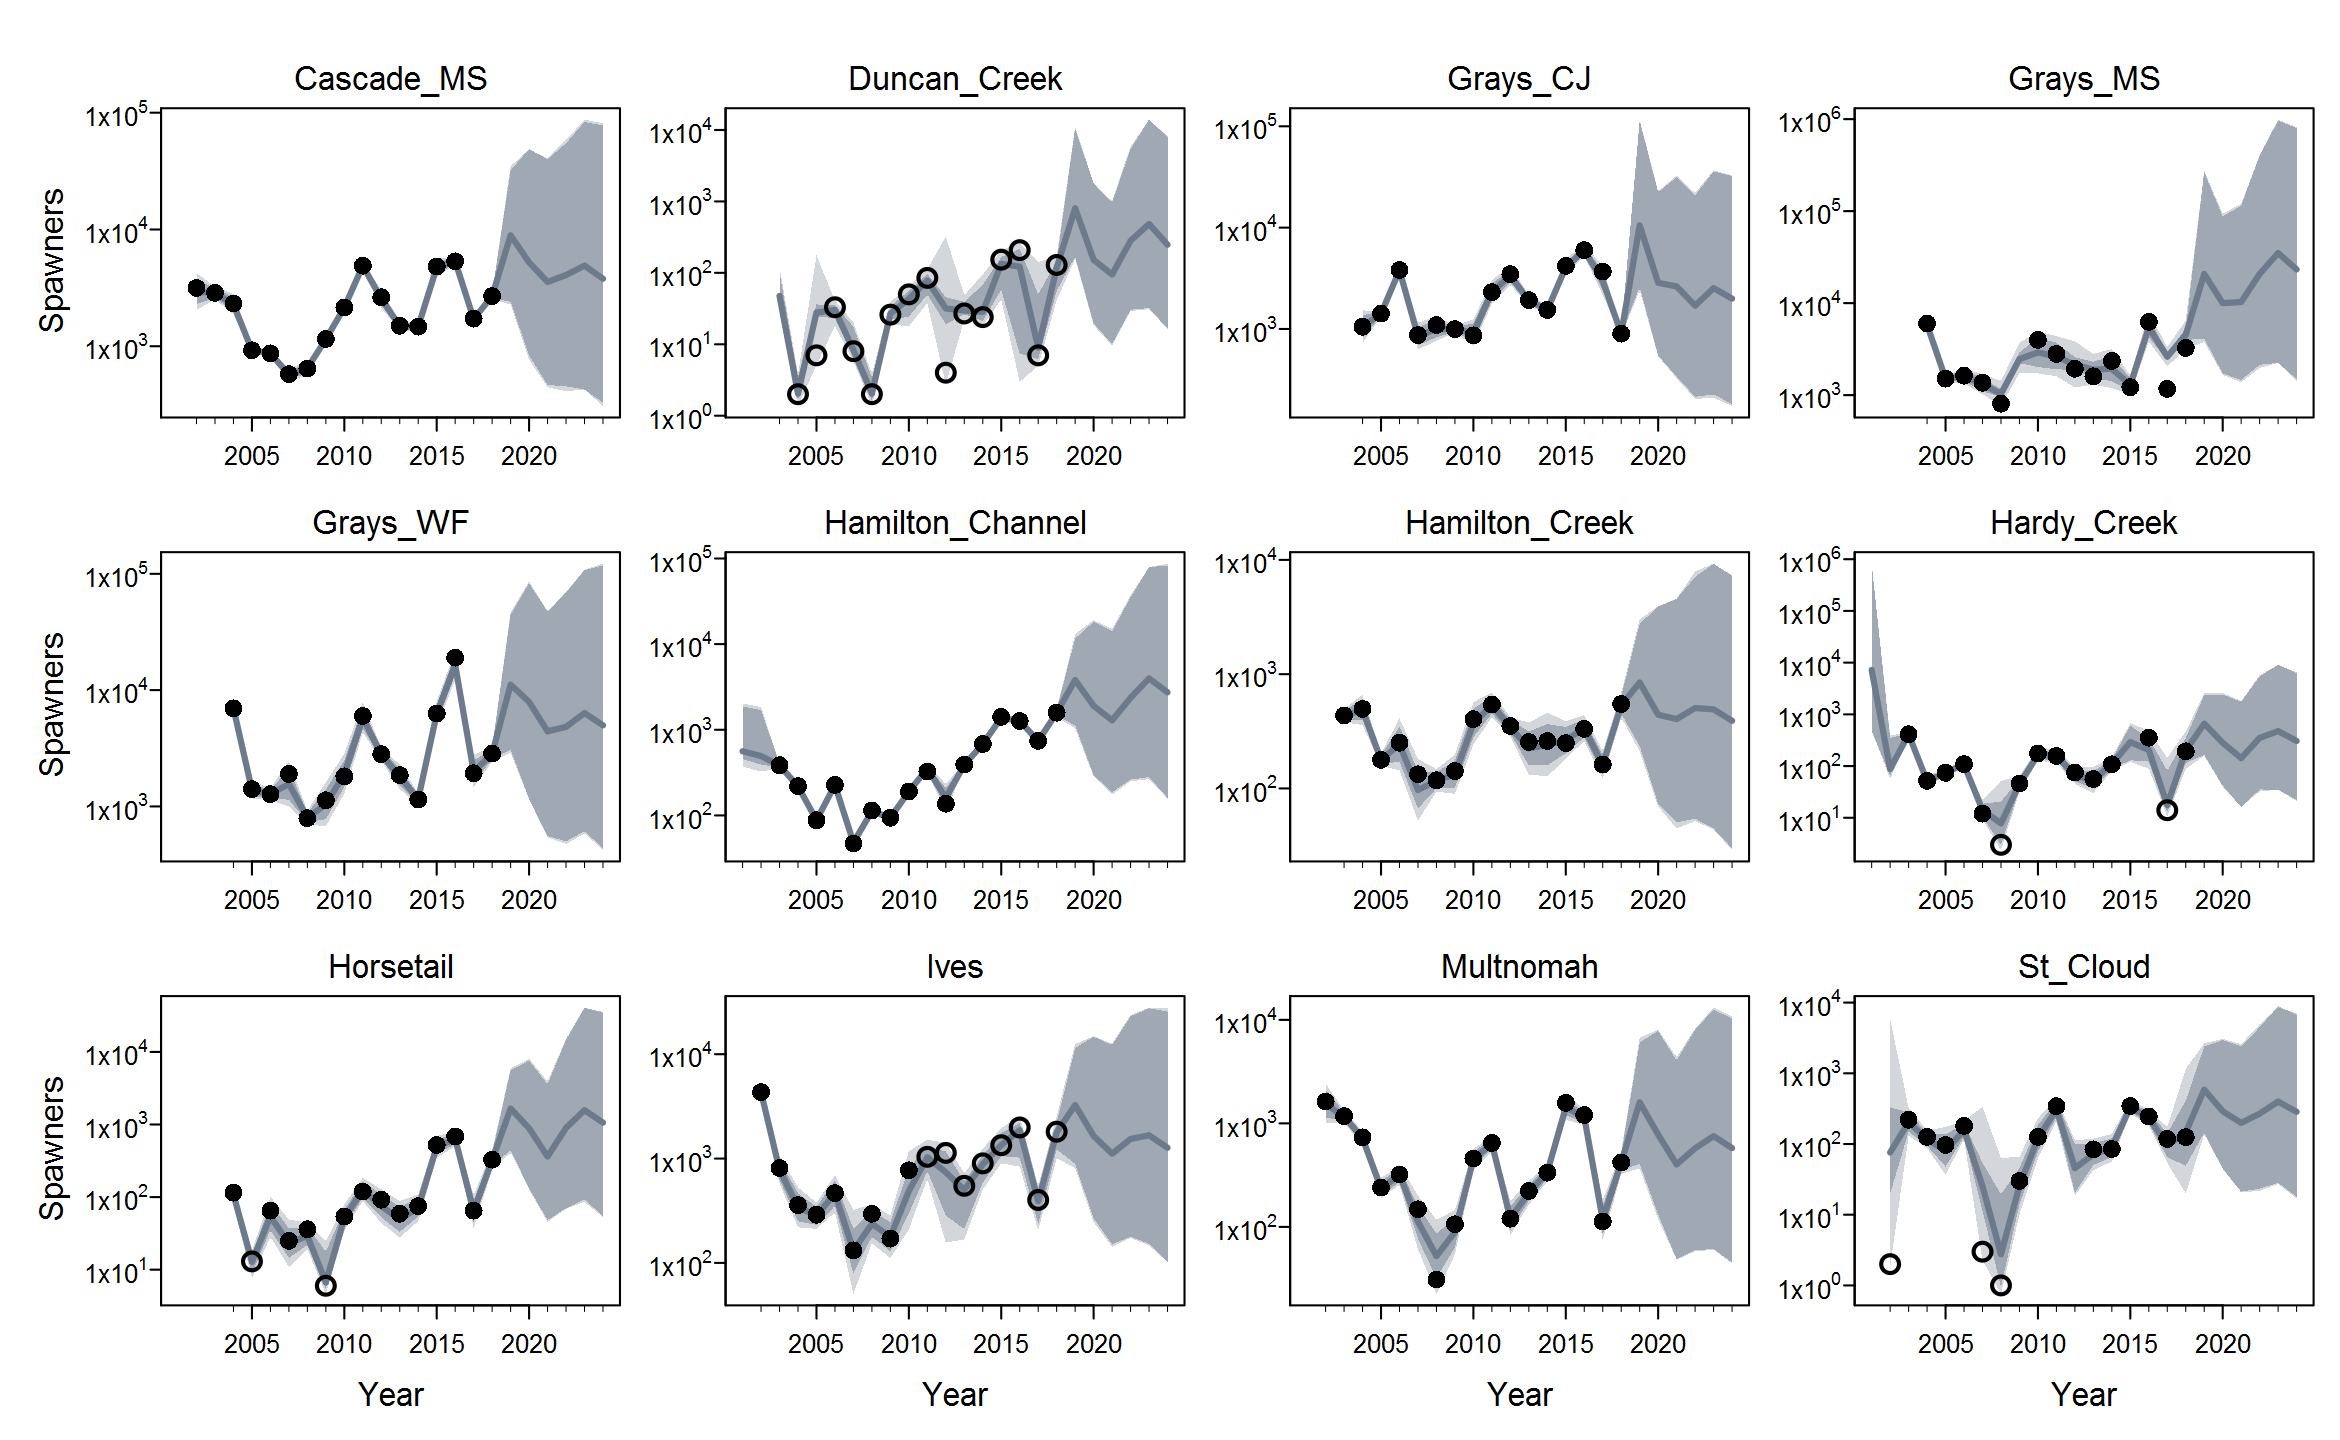 Cascade_MS Duncan_Creek Grays_CJ Grays_MS
Spawners
1x10^5
1x10^4
1x10^3
2005 2010 2015 2020
1x10^4
1x10^3
1x10^2
1x10^1
1x10^0
2005 2010 2015 2020
1x10^5
1x10^4
1x10^3
2005 2010 2015 2020
1x10^6
1x10^5
1x10^4
1x10^3
2005 2010 2015 2020
Grays_WF Hamilton_Channel Hamilton_Creek Hardy_Creek
Spawners
1x10^5
1x10^4
1x10^3
2005 2010 2015 2020
1x10^5
1x10^4
1x10^3
1x10^2
2005 2010 2015 2020
1x10^4
1x10^3
1x10^2
2005 2010 2015 2020
1x10^6
1x10^5
1x10^4
1x10^3
1x10^2
1x10^1
2005 2010 2015 2020
Horsetail Ives Multnomah St_Cloud
Spawners
1x10^4
1x10^3
1x10^2
1x10^1
2005 2010 2015 2020
1x10^4
1x10^3
1x10^2
2005 2010 2015 2020
1x10^4
1x10^3
1x10^2
2005 2010 2015 2020
1x10^4
1x10^3
1x10^2
1x10^1
1x10^0
2005 2010 2015 2020
Year Year Year Year